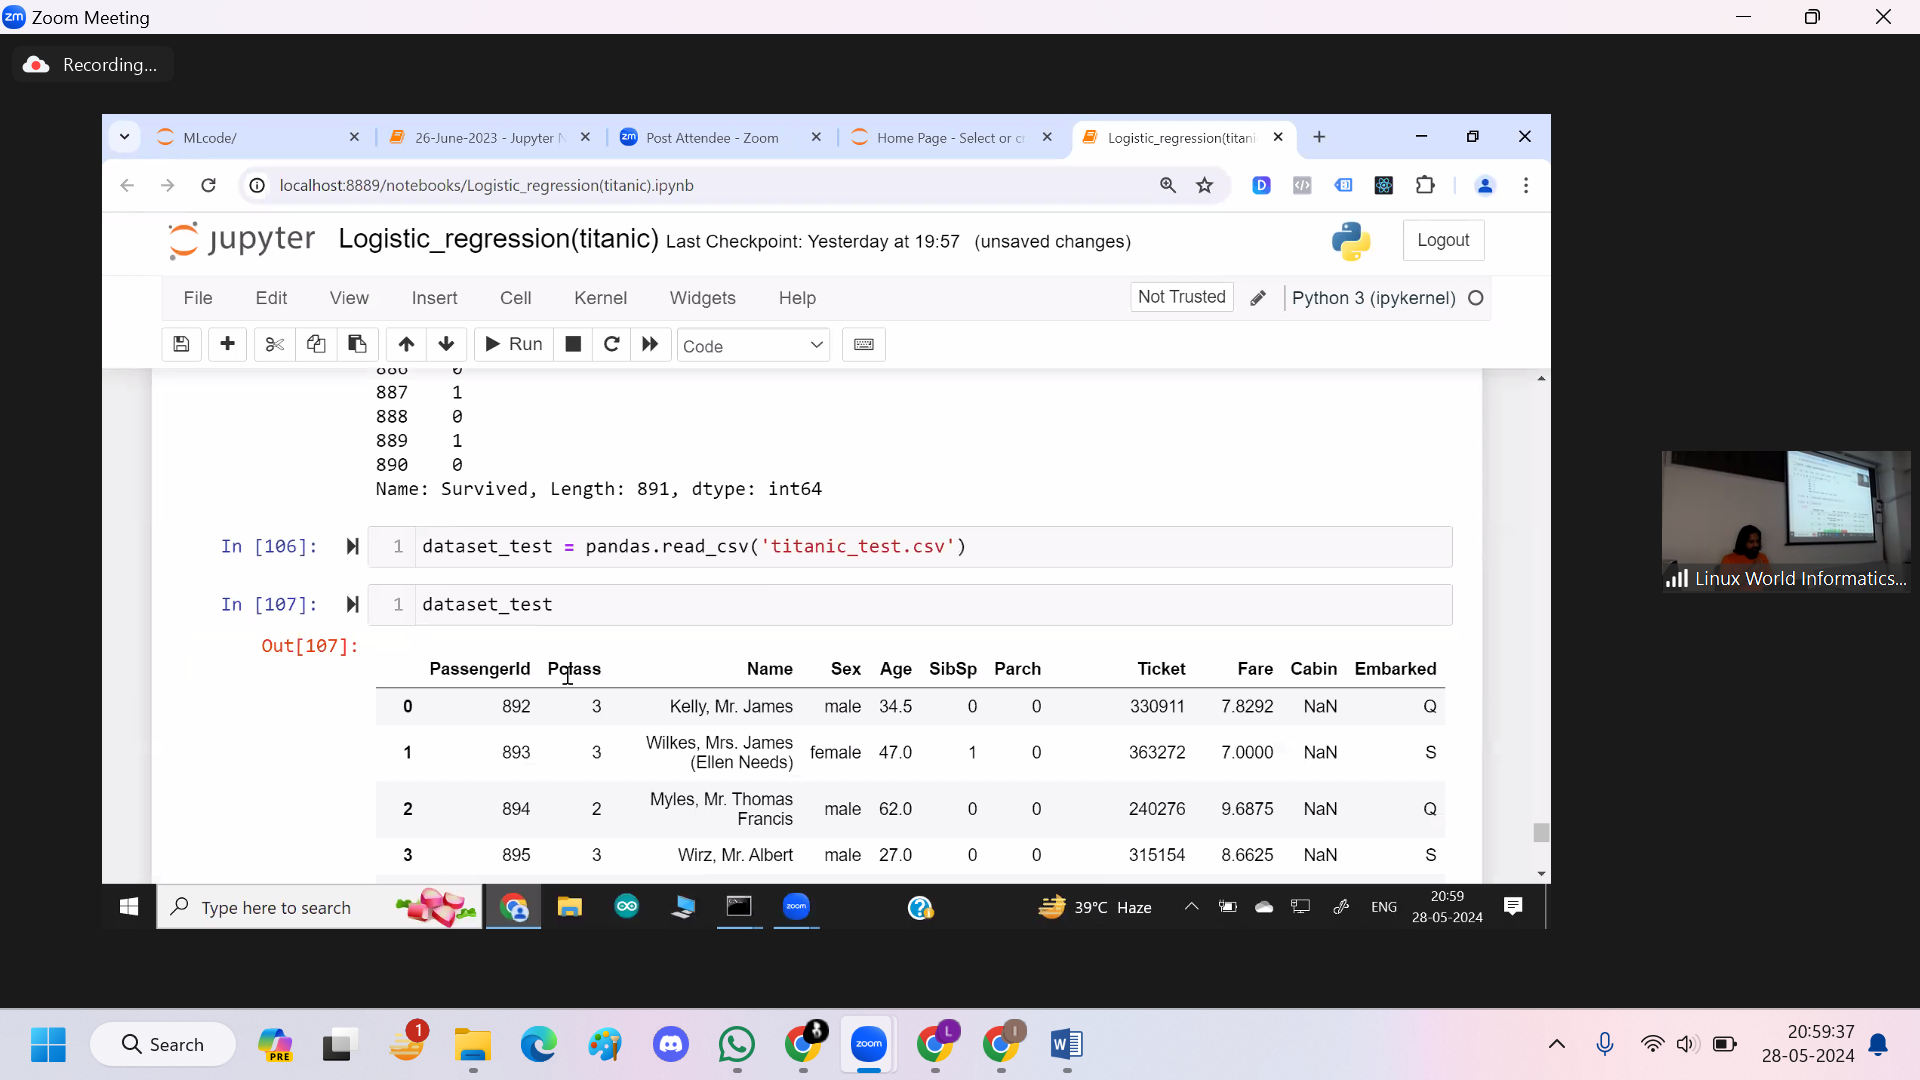 Zoom Meeting
Recording...
MLcode/
26-June-2023 - Jupyter N
Post Attendee - Zoom
Home Page - Select or cr
Logistic_regression(titani
localhost:8889/notebooks/Logistic_regression(titanic).ipynb
jupyter Logistic_regression(titanic) Last Checkpoint: Yesterday at 19:57 (unsaved changes)
Logout
File Edit View Insert Cell Kernel Widgets Help
Not Trusted
Python 3 (ipykernel)
Run
Code
886 0
887 1
888 0
889 1
890 0
Name: Survived, Length: 891, dtype: int64
In [106]: 1 dataset_test = pandas.read_csv('titanic_test.csv')
In [107]: 1 dataset_test
Out[107]:
PassengerId Pclass Name Sex Age SibSp Parch Ticket Fare Cabin Embarked
0 892 3 Kelly, Mr. James male 34.5 0 0 330911 7.8292 NaN Q
1 893 3 Wilkes, Mrs. James (Ellen Needs) female 47.0 1 0 363272 7.0000 NaN S
2 894 2 Myles, Mr. Thomas Francis male 62.0 0 0 240276 9.6875 NaN Q
3 895 3 Wirz, Mr. Albert male 27.0 0 0 315154 8.6625 NaN S
Linux World Informatics...
Type here to search
zoom
39°C Haze
ENG
20:59
28-05-2024
Search
PRE
1
zoom
L
I
20:59:37
28-05-2024